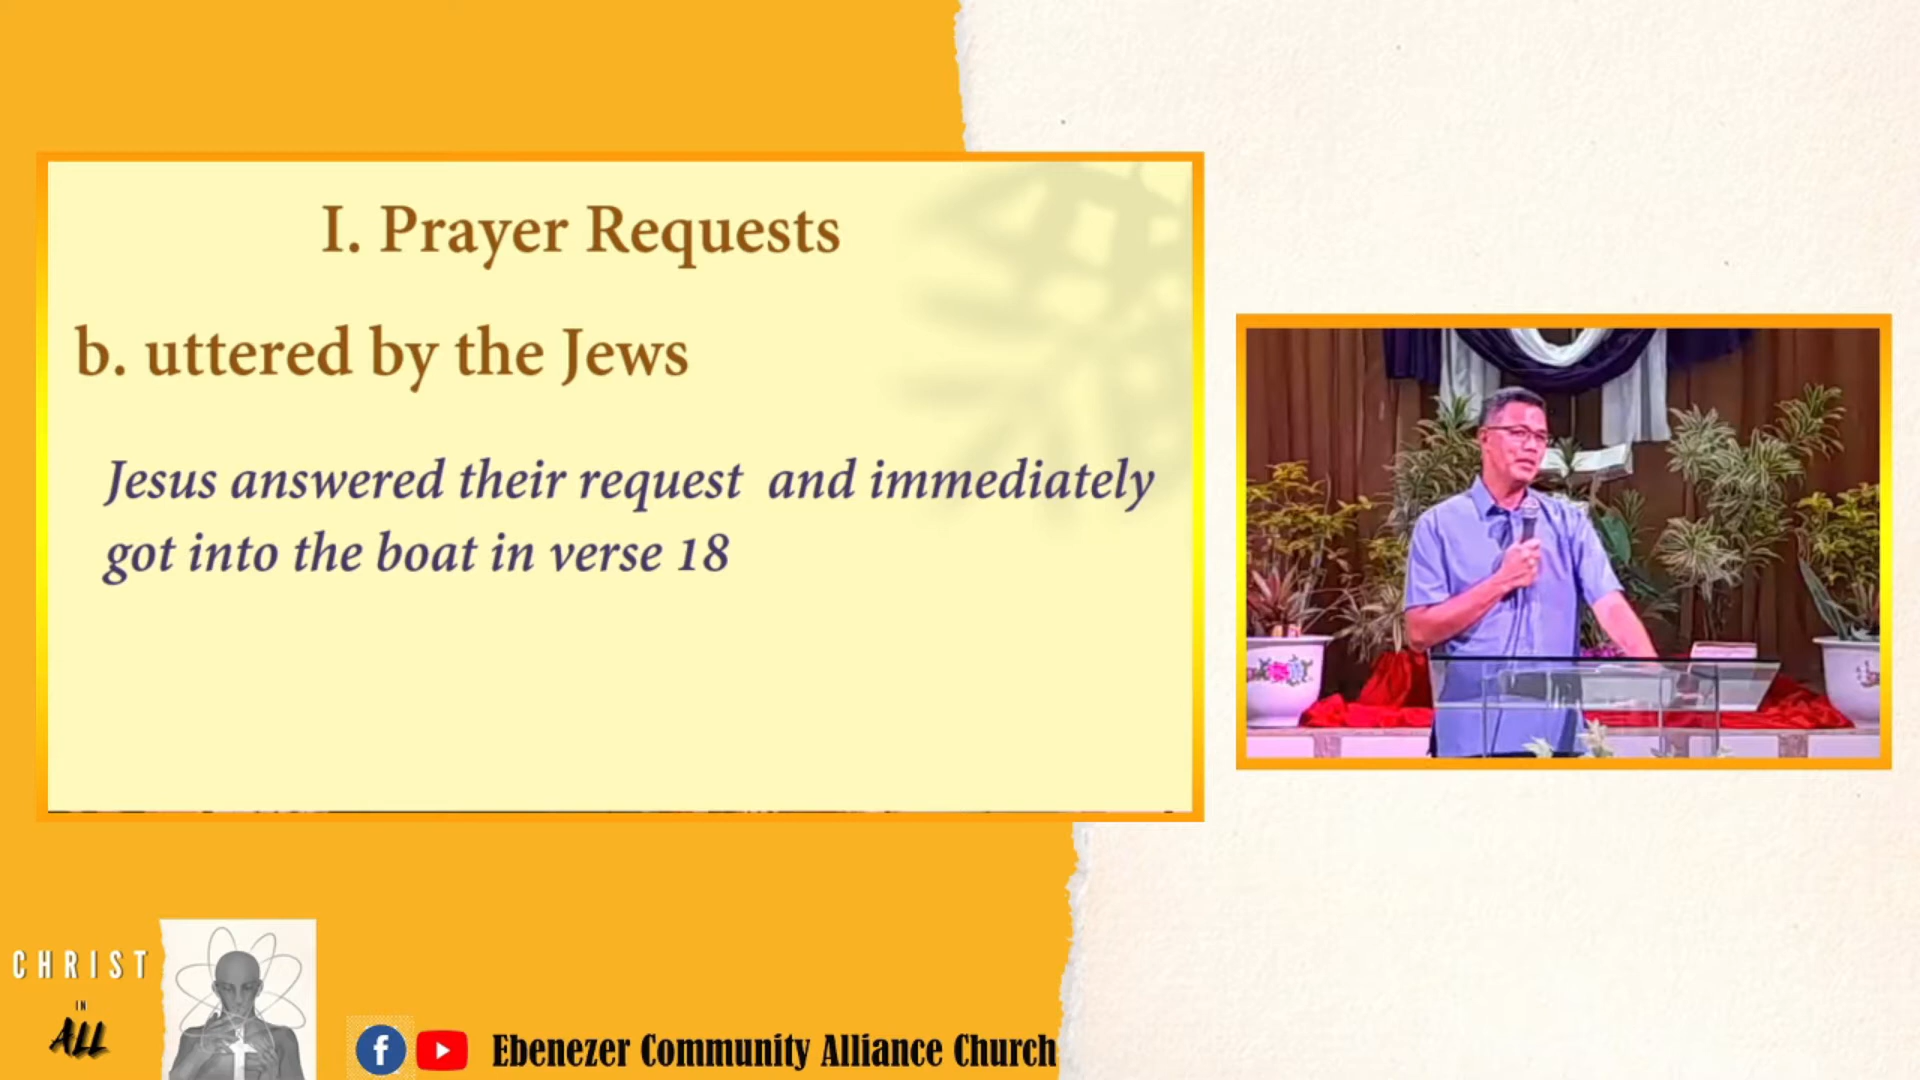 I. Prayer Requests
b. uttered by the Jews
Jesus answered their request and immediately
got into the boat in verse 18
CHRIST
IN
ALL
Ebenezer Community Alliance Church